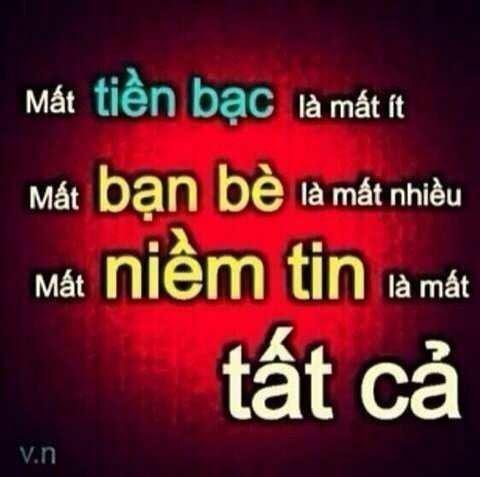 Mất tiền bạc là mất ít
Mất bạn bè là mất nhiều
Mất niềm tin là mất
tất cả
v.n